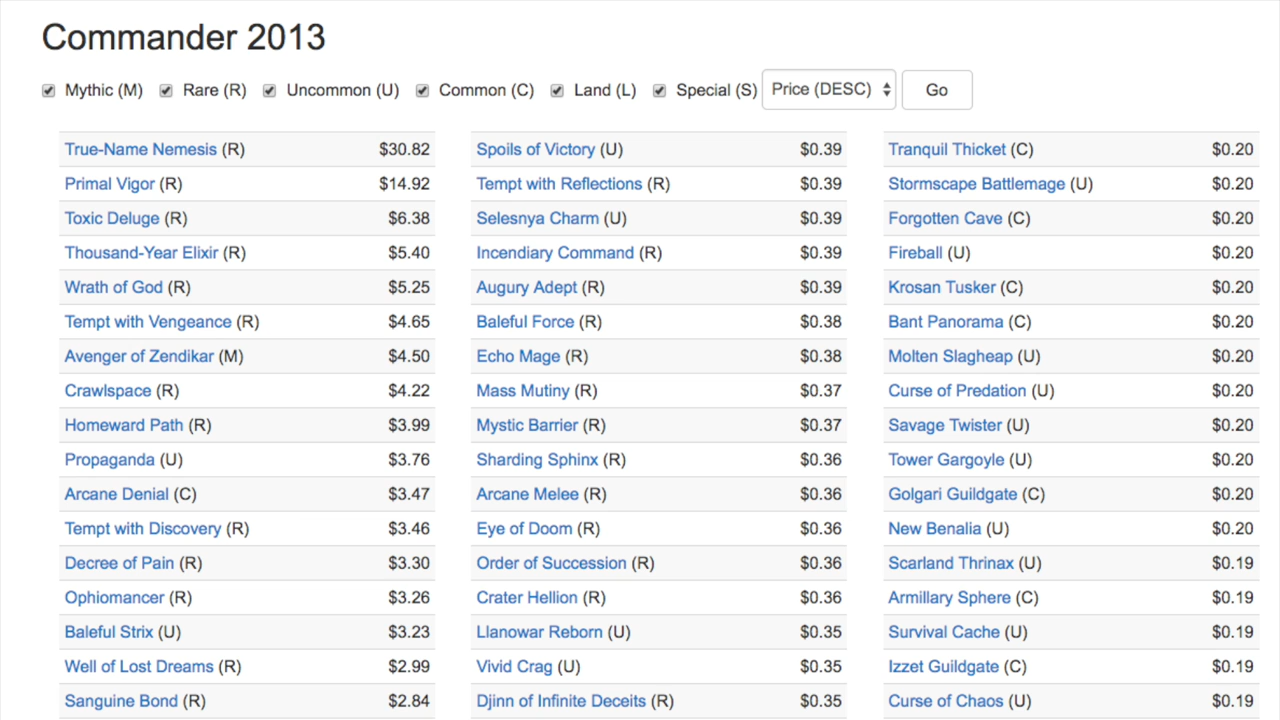 Commander 2013
Mythic (M) Rare (R) Uncommon (U) Common (C) Land (L) Special (S) Price (DESC) Go
True-Name Nemesis (R) $30.82
Primal Vigor (R) $14.92
Toxic Deluge (R) $6.38
Thousand-Year Elixir (R) $5.40
Wrath of God (R) $5.25
Tempt with Vengeance (R) $4.65
Avenger of Zendikar (M) $4.50
Crawlspace (R) $4.22
Homeward Path (R) $3.99
Propaganda (U) $3.76
Arcane Denial (C) $3.47
Tempt with Discovery (R) $3.46
Decree of Pain (R) $3.30
Ophiomancer (R) $3.26
Baleful Strix (U) $3.23
Well of Lost Dreams (R) $2.99
Sanguine Bond (R) $2.84
Spoils of Victory (U) $0.39
Tempt with Reflections (R) $0.39
Selesnya Charm (U) $0.39
Incendiary Command (R) $0.39
Augury Adept (R) $0.39
Baleful Force (R) $0.38
Echo Mage (R) $0.38
Mass Mutiny (R) $0.37
Mystic Barrier (R) $0.37
Sharding Sphinx (R) $0.36
Arcane Melee (R) $0.36
Eye of Doom (R) $0.36
Order of Succession (R) $0.36
Crater Hellion (R) $0.36
Llanowar Reborn (U) $0.35
Vivid Crag (U) $0.35
Djinn of Infinite Deceits (R) $0.35
Tranquil Thicket (C) $0.20
Stormscape Battlemage (U) $0.20
Forgotten Cave (C) $0.20
Fireball (U) $0.20
Krosan Tusker (C) $0.20
Bant Panorama (C) $0.20
Molten Slagheap (U) $0.20
Curse of Predation (U) $0.20
Savage Twister (U) $0.20
Tower Gargoyle (U) $0.20
Golgari Guildgate (C) $0.20
New Benalia (U) $0.20
Scarland Thrinax (U) $0.19
Armillary Sphere (C) $0.19
Survival Cache (U) $0.19
Izzet Guildgate (C) $0.19
Curse of Chaos (U) $0.19